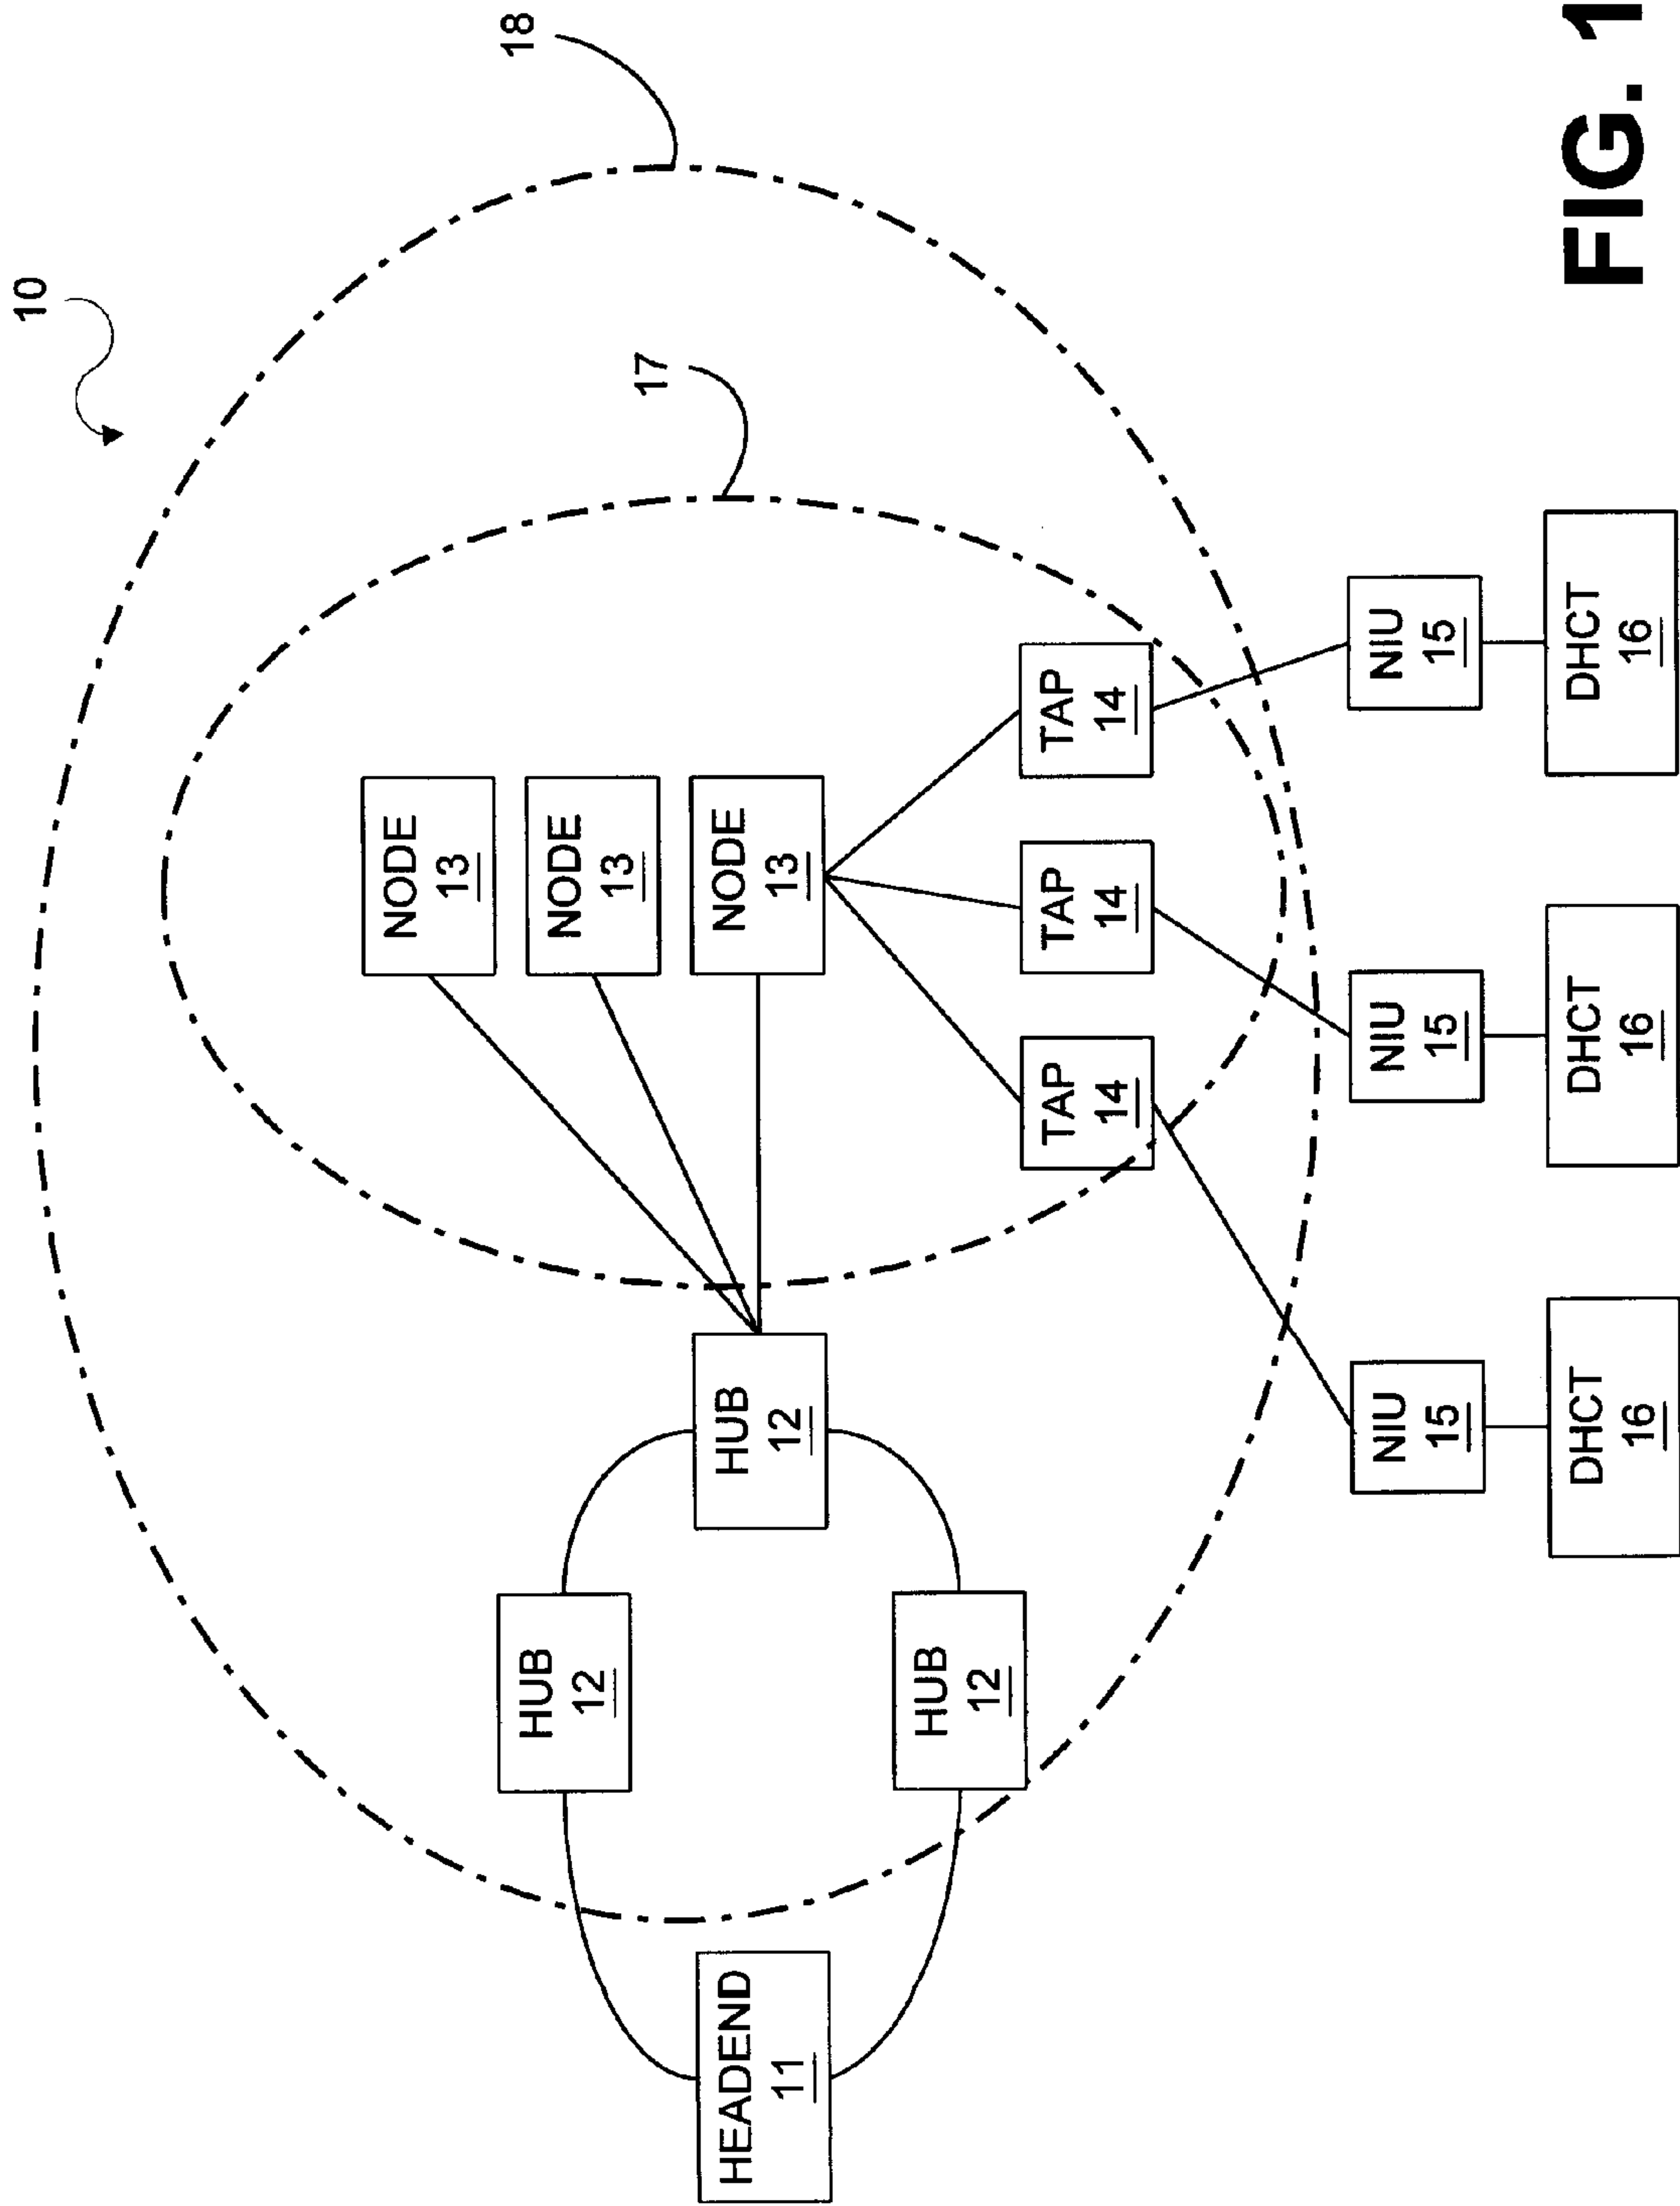 10
18
17
NODE
13
NODE
13
NODE
13
HUB
12
HUB
12
HUB
12
HEADEND
11
TAP
14
TAP
14
TAP
14
NIU
15
NIU
15
NIU
15
DHCT
16
DHCT
16
DHCT
16
FIG. 1